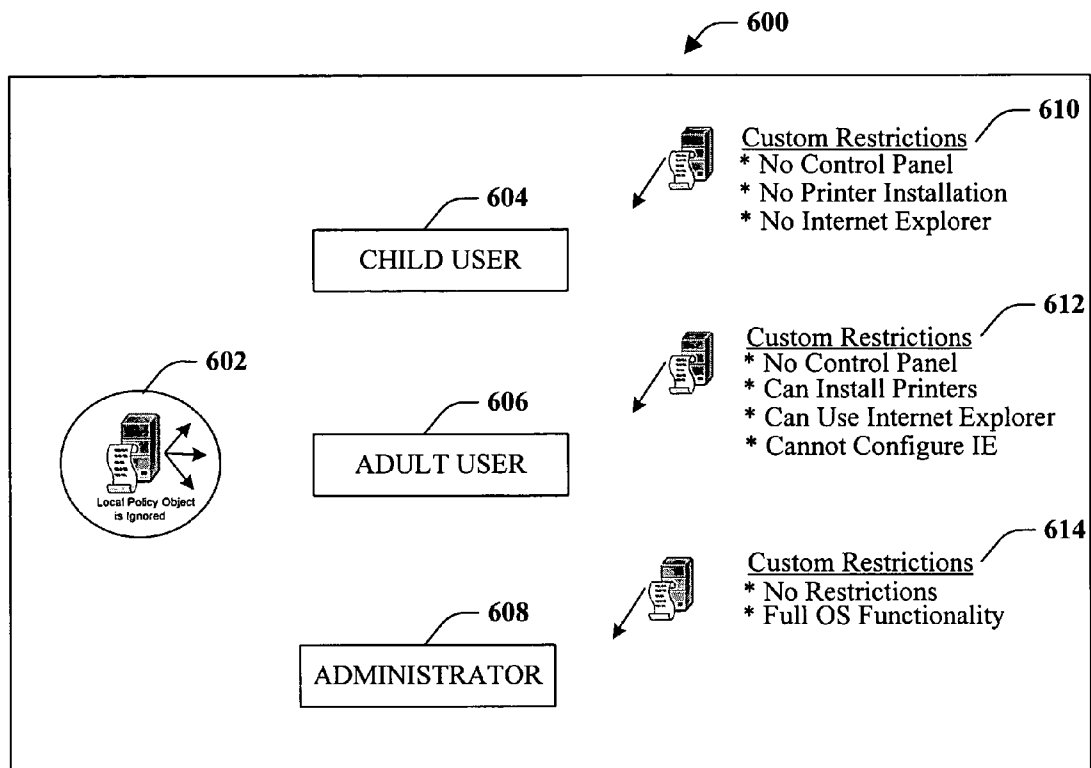 600
610
Custom Restrictions
* No Control Panel
* No Printer Installation
* No Internet Explorer
604
CHILD USER
612
Custom Restrictions
* No Control Panel
* Can Install Printers
* Can Use Internet Explorer
* Cannot Configure IE
602
Local Policy Object
is Ignored
606
ADULT USER
614
Custom Restrictions
* No Restrictions
* Full OS Functionality
608
ADMINISTRATOR